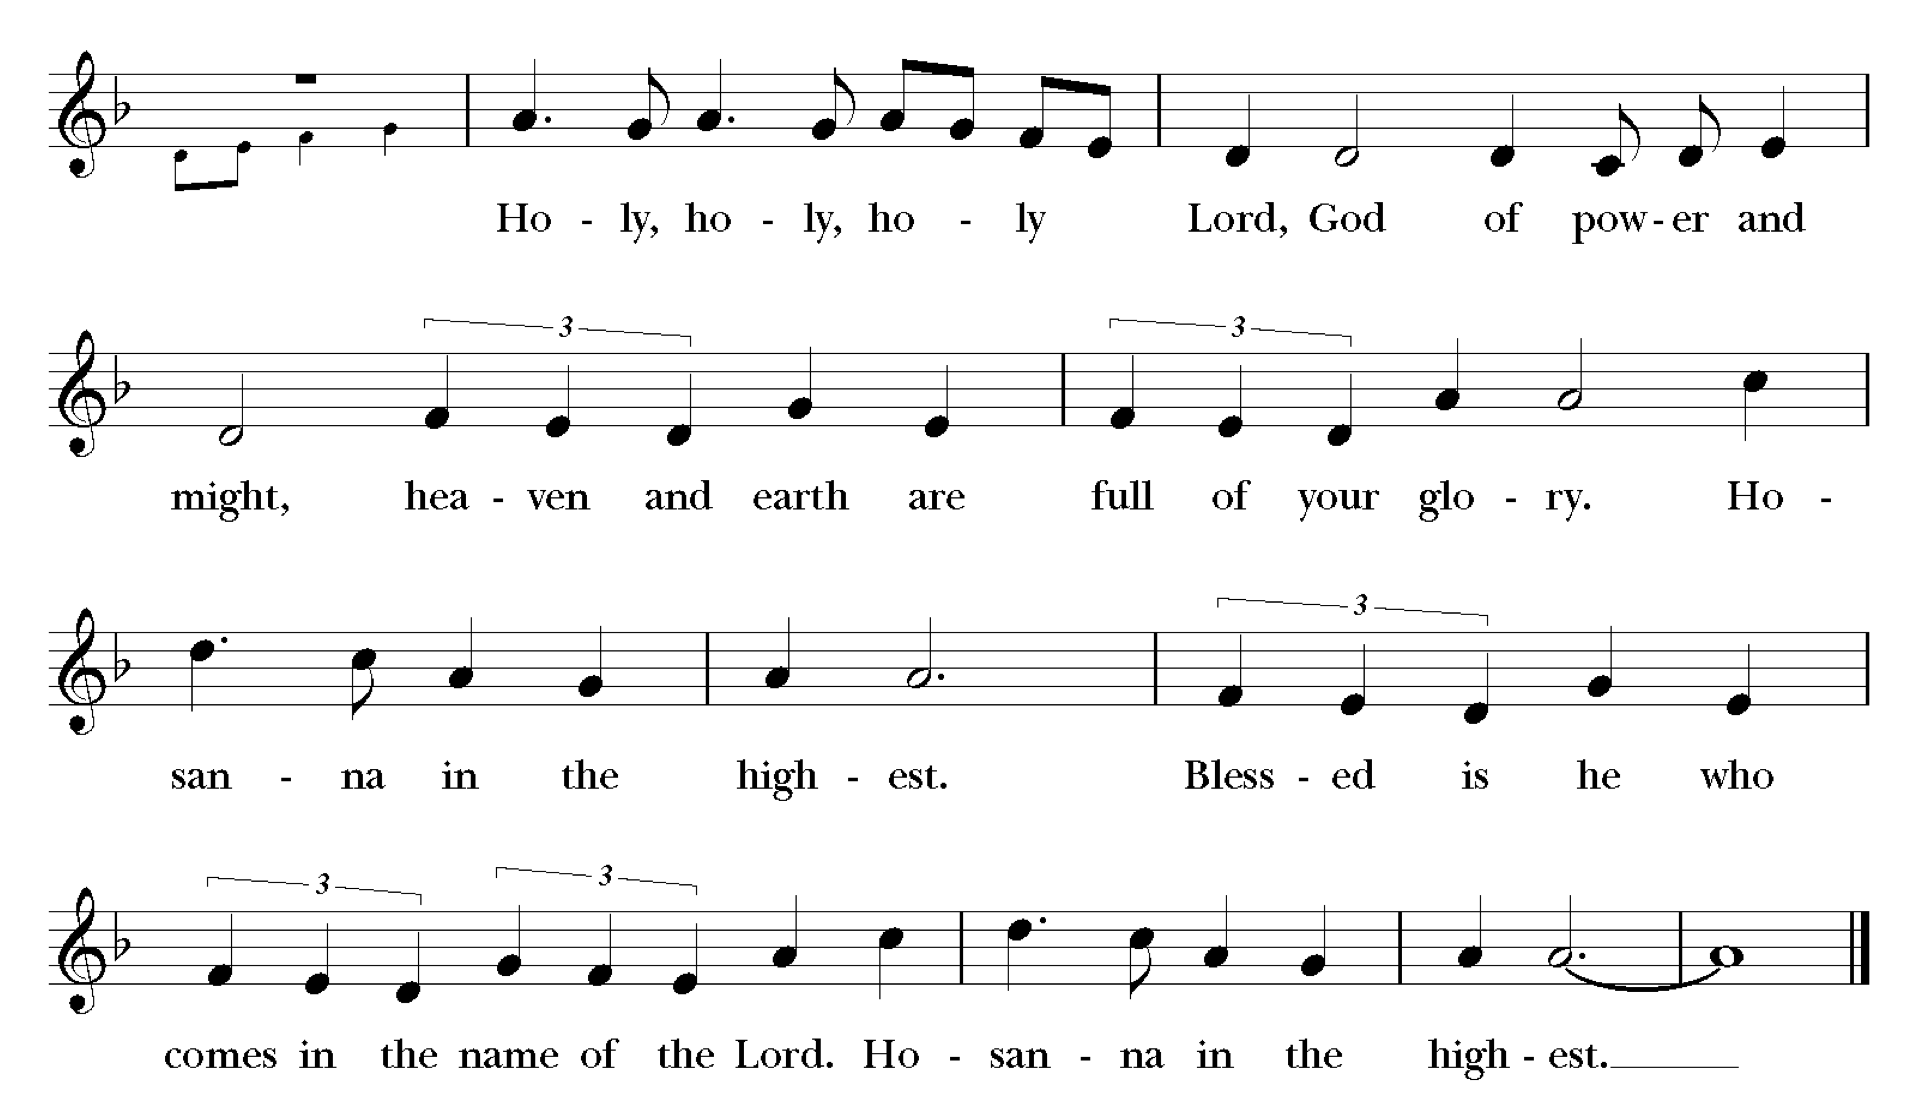 Ho - ly, ho - ly, ho - ly Lord, God of pow - er and
3 3
might, hea - ven and earth are full of your glo - ry. Ho -
3
san - na in the high - est. Bless - ed is he who
3 3
comes in the name of the Lord. Ho - san - na in the high - est.